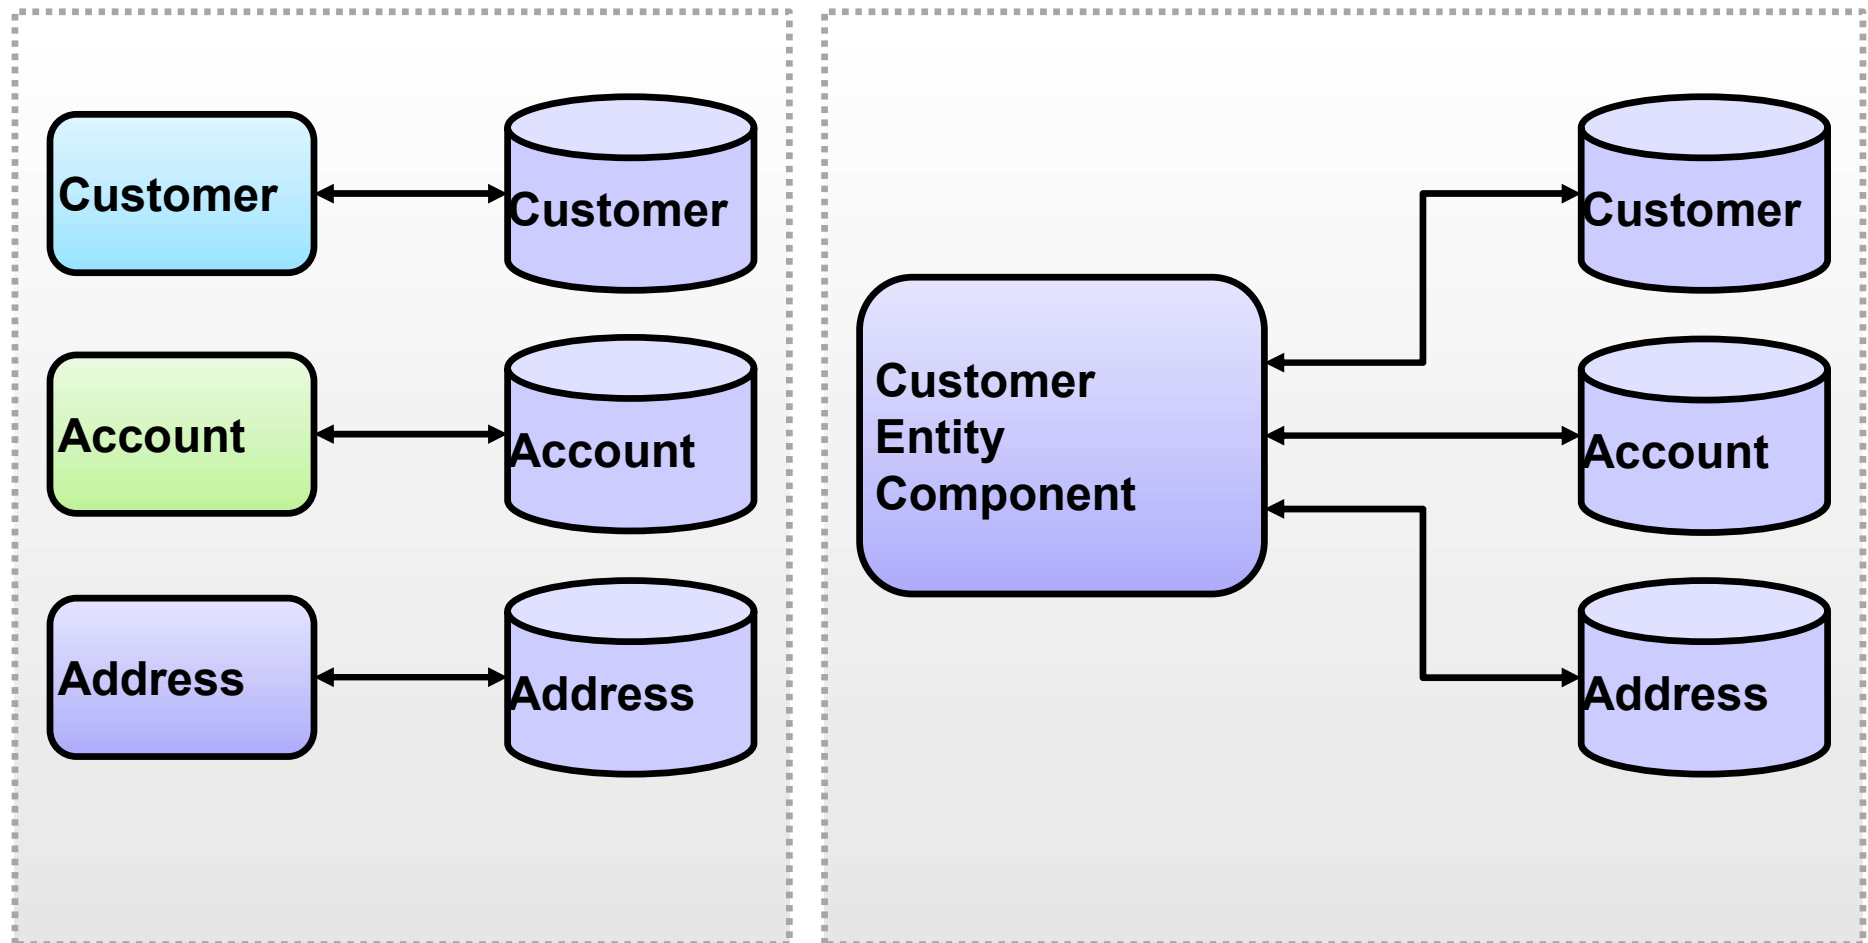 Customer
Customer
Account
Account
Address
Address
Customer
Entity
Component
Customer
Account
Address